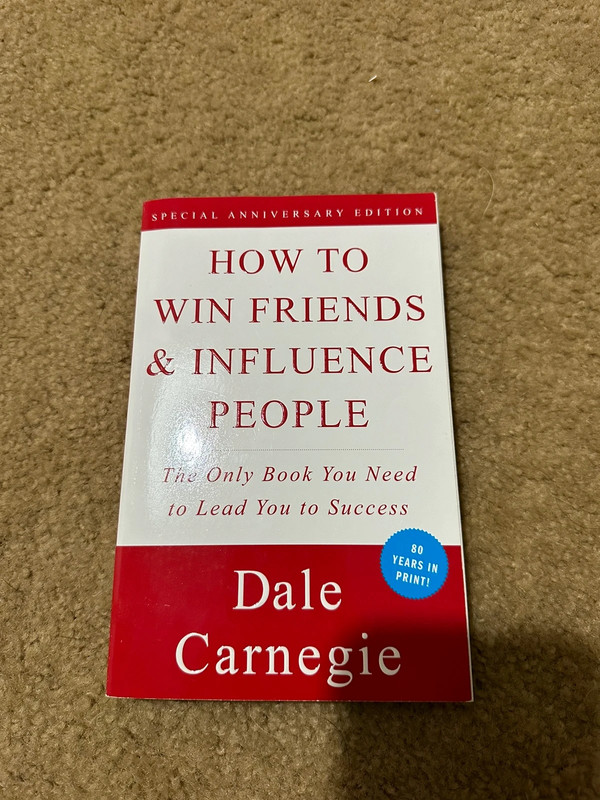 SPECIAL ANNIVERSARY EDITION
HOW TO
WIN FRIENDS
& INFLUENCE
PEOPLE
The Only Book You Need
to Lead You to Success
80
YEARS IN
PRINT!
Dale
Carnegie